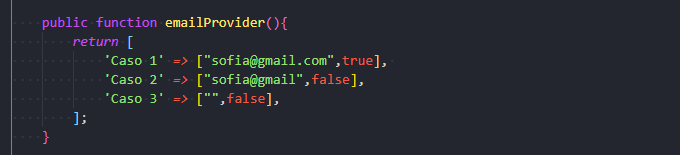 public function emailProvider(){
return [
'Caso 1' => ["sofia@gmail.com",true],
'Caso 2' => ["sofia@gmail",false],
'Caso 3' => ["",false],
];
}